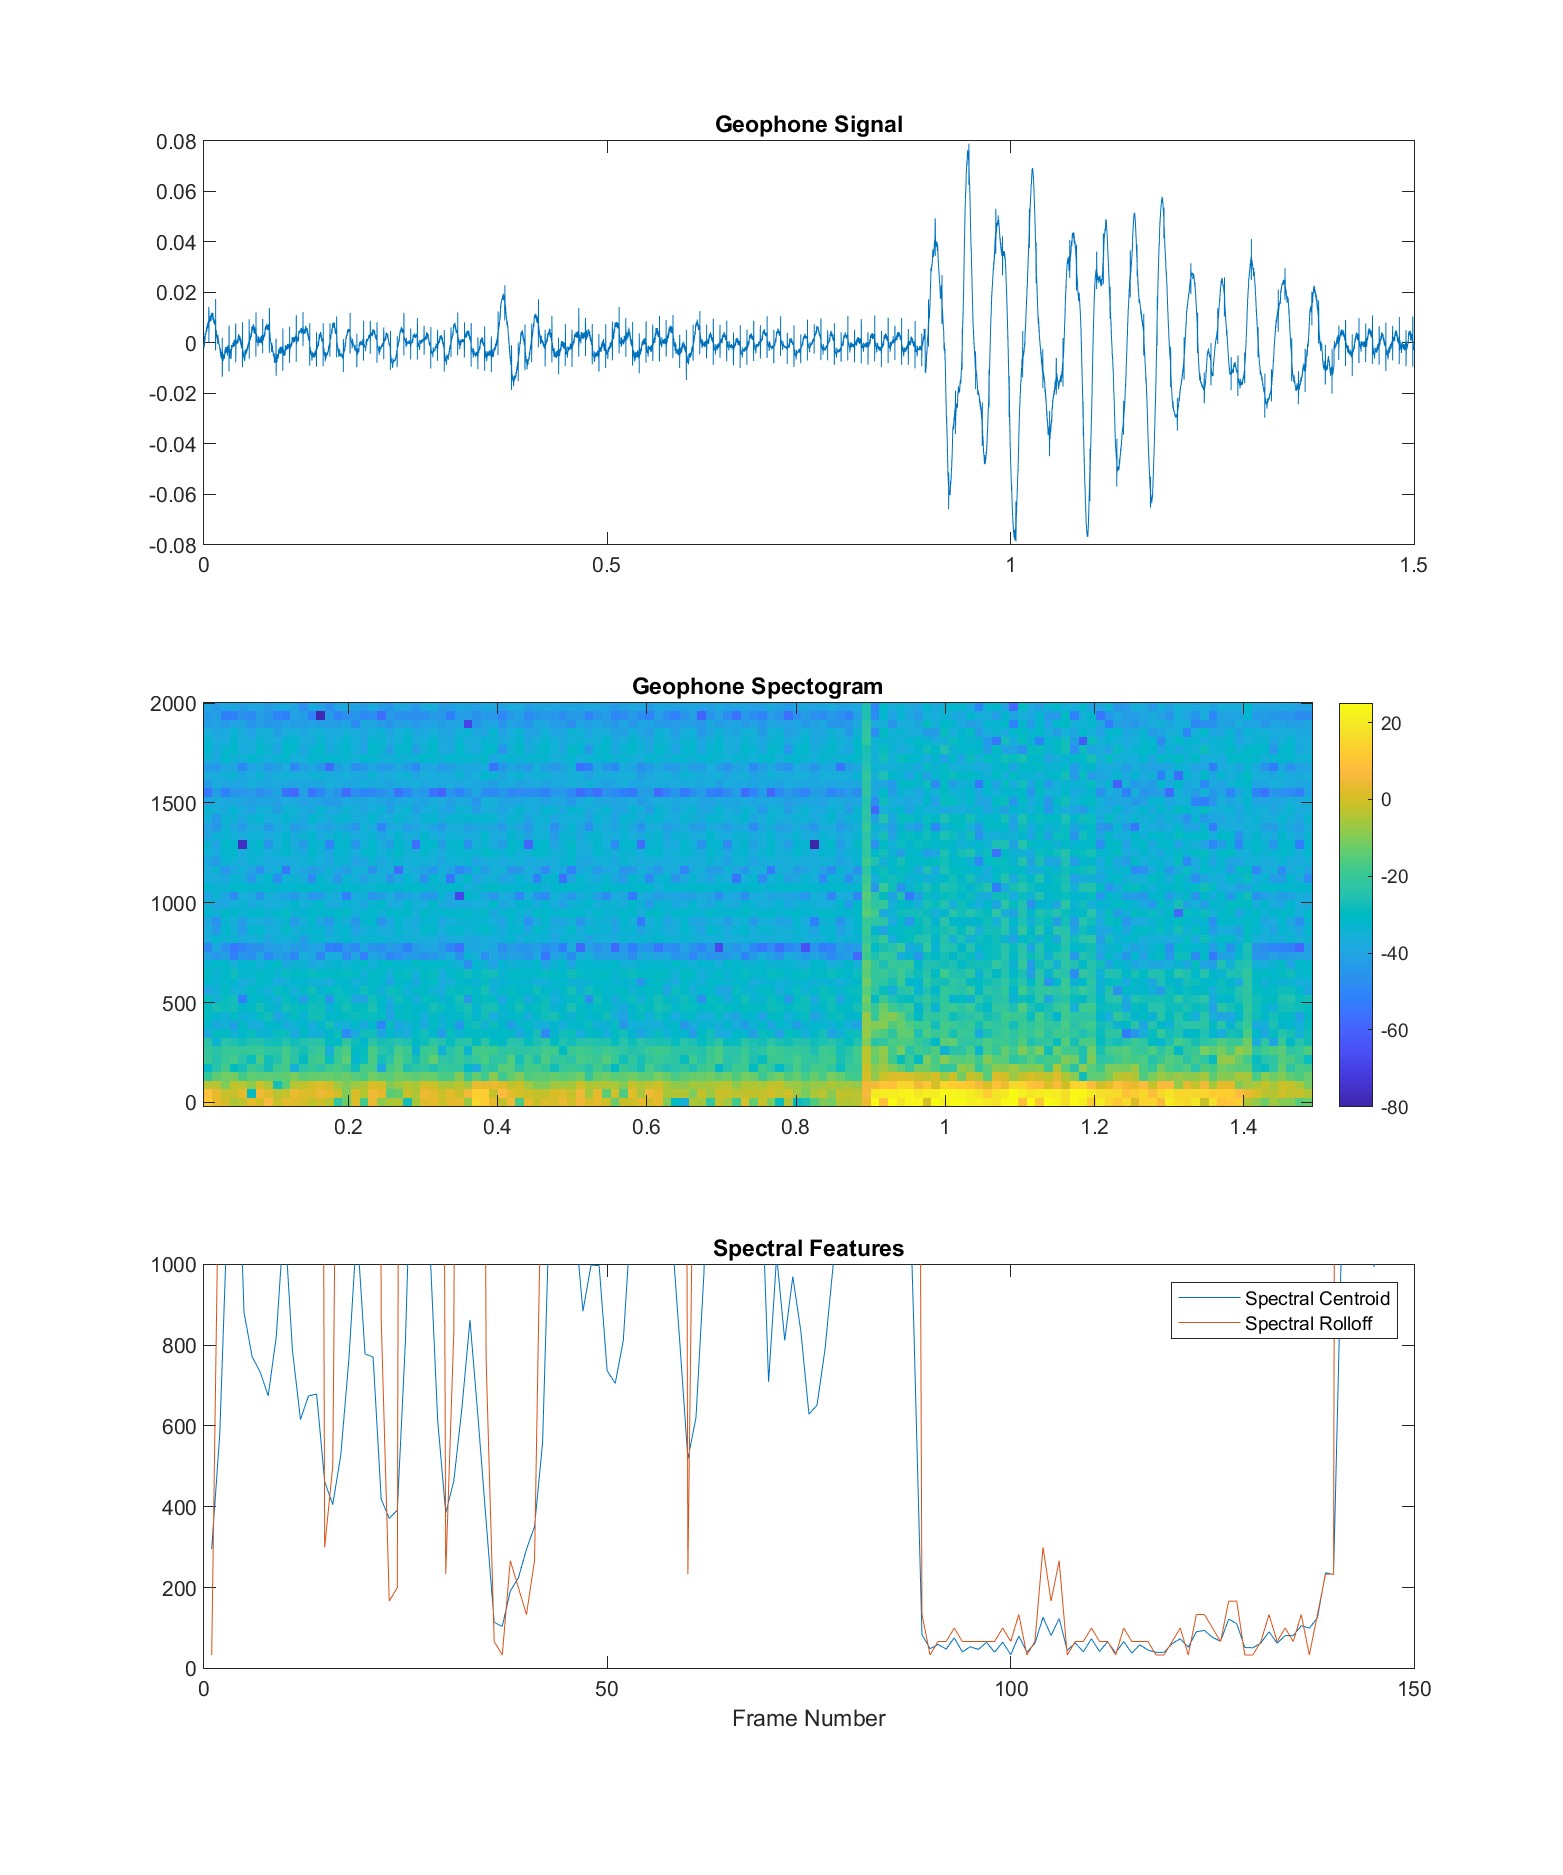 Geophone Signal
0.08
0.06
0.04
0.02
0
-0.02
-0.04
-0.06
-0.08
0 0.5 1 1.5
Geophone Spectogram
2000
1500
1000
500
0
0.2 0.4 0.6 0.8 1 1.2 1.4
20
0
-20
-40
-60
-80
Spectral Features
1000
800
600
400
200
0
Spectral Centroid
Spectral Rolloff
0 50 100 150
Frame Number